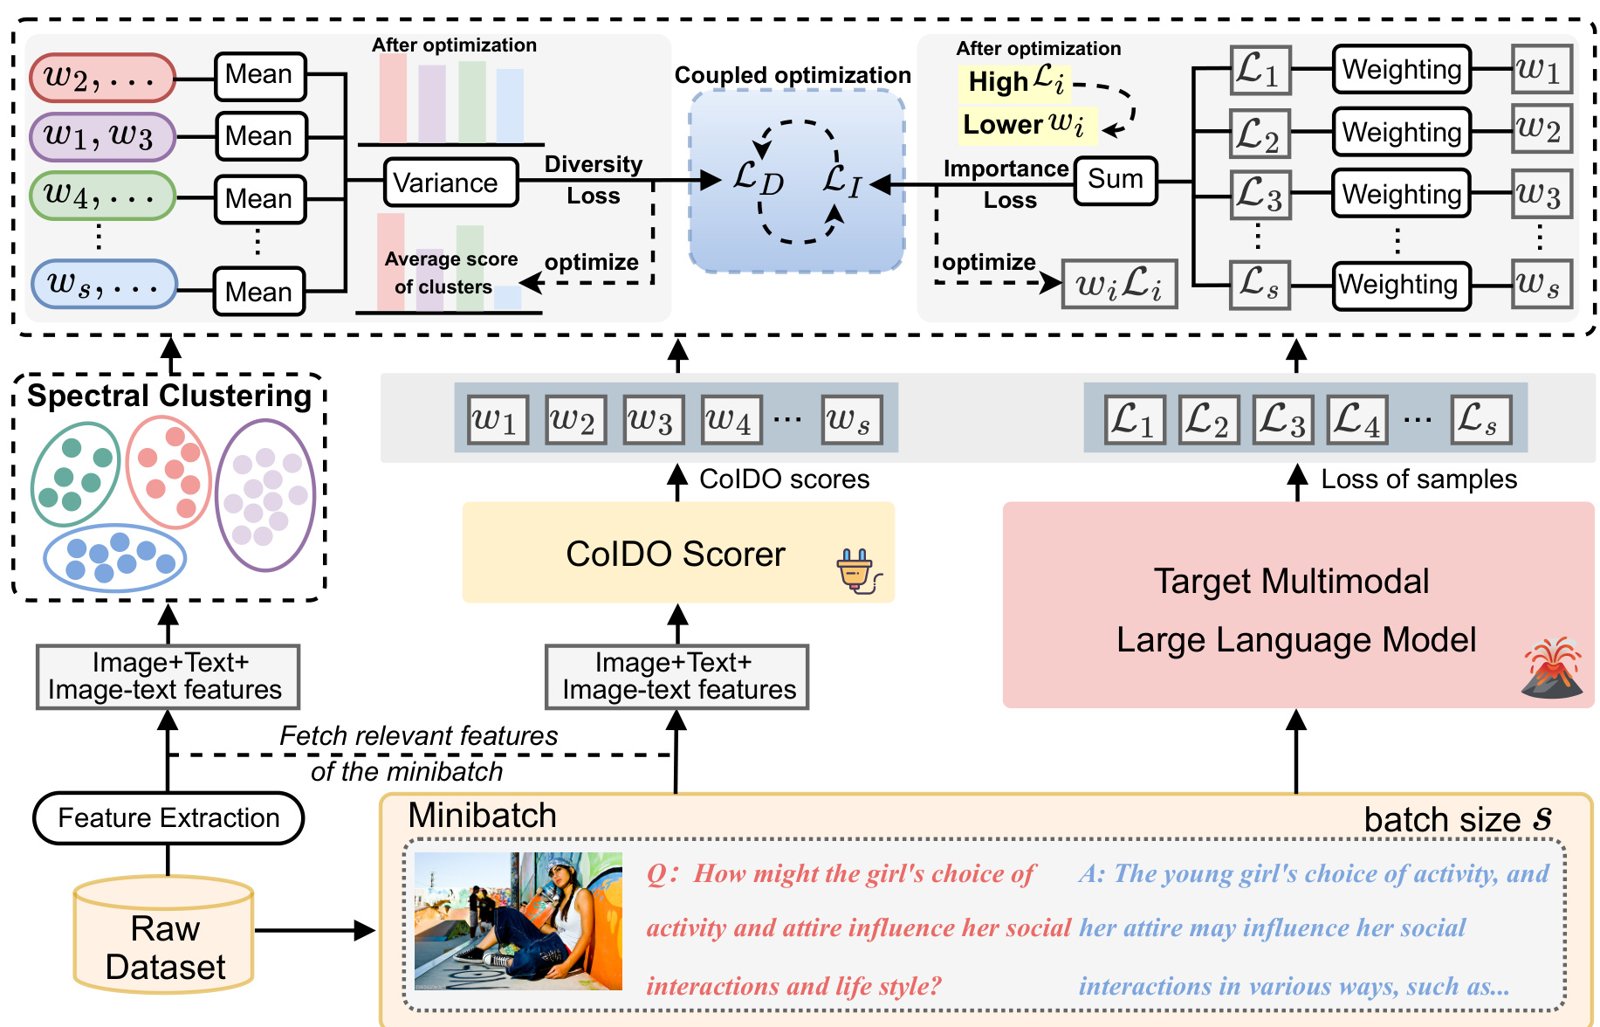 w₂, ...
w₁, w₃
w₄, ...
wₛ, ...
Mean
Mean
Mean
Mean
After optimization
Variance
Average score
of clusters
Diversity
Loss
optimize
Coupled optimization
ℒ_D
ℒ_I
After optimization
High ℒᵢ
Lower wᵢ
Importance
Loss
optimize
wᵢℒᵢ
Sum
ℒ₁ Weighting w₁
ℒ₂ Weighting w₂
ℒ₃ Weighting w₃
ℒₛ Weighting wₛ
Spectral Clustering
w₁ w₂ w₃ w₄ ... wₛ
ℒ₁ ℒ₂ ℒ₃ ℒ₄ ... ℒₛ
CoIDO scores
Loss of samples
CoIDO Scorer
Target Multimodal
Large Language Model
Image+Text+
Image-text features
Image+Text+
Image-text features
Fetch relevant features
of the minibatch
Feature Extraction
Raw
Dataset
Minibatch
batch size s
Q: How might the girl's choice of
activity and attire influence her social
interactions and life style?
A: The young girl's choice of activity, and
her attire may influence her social
interactions in various ways, such as...